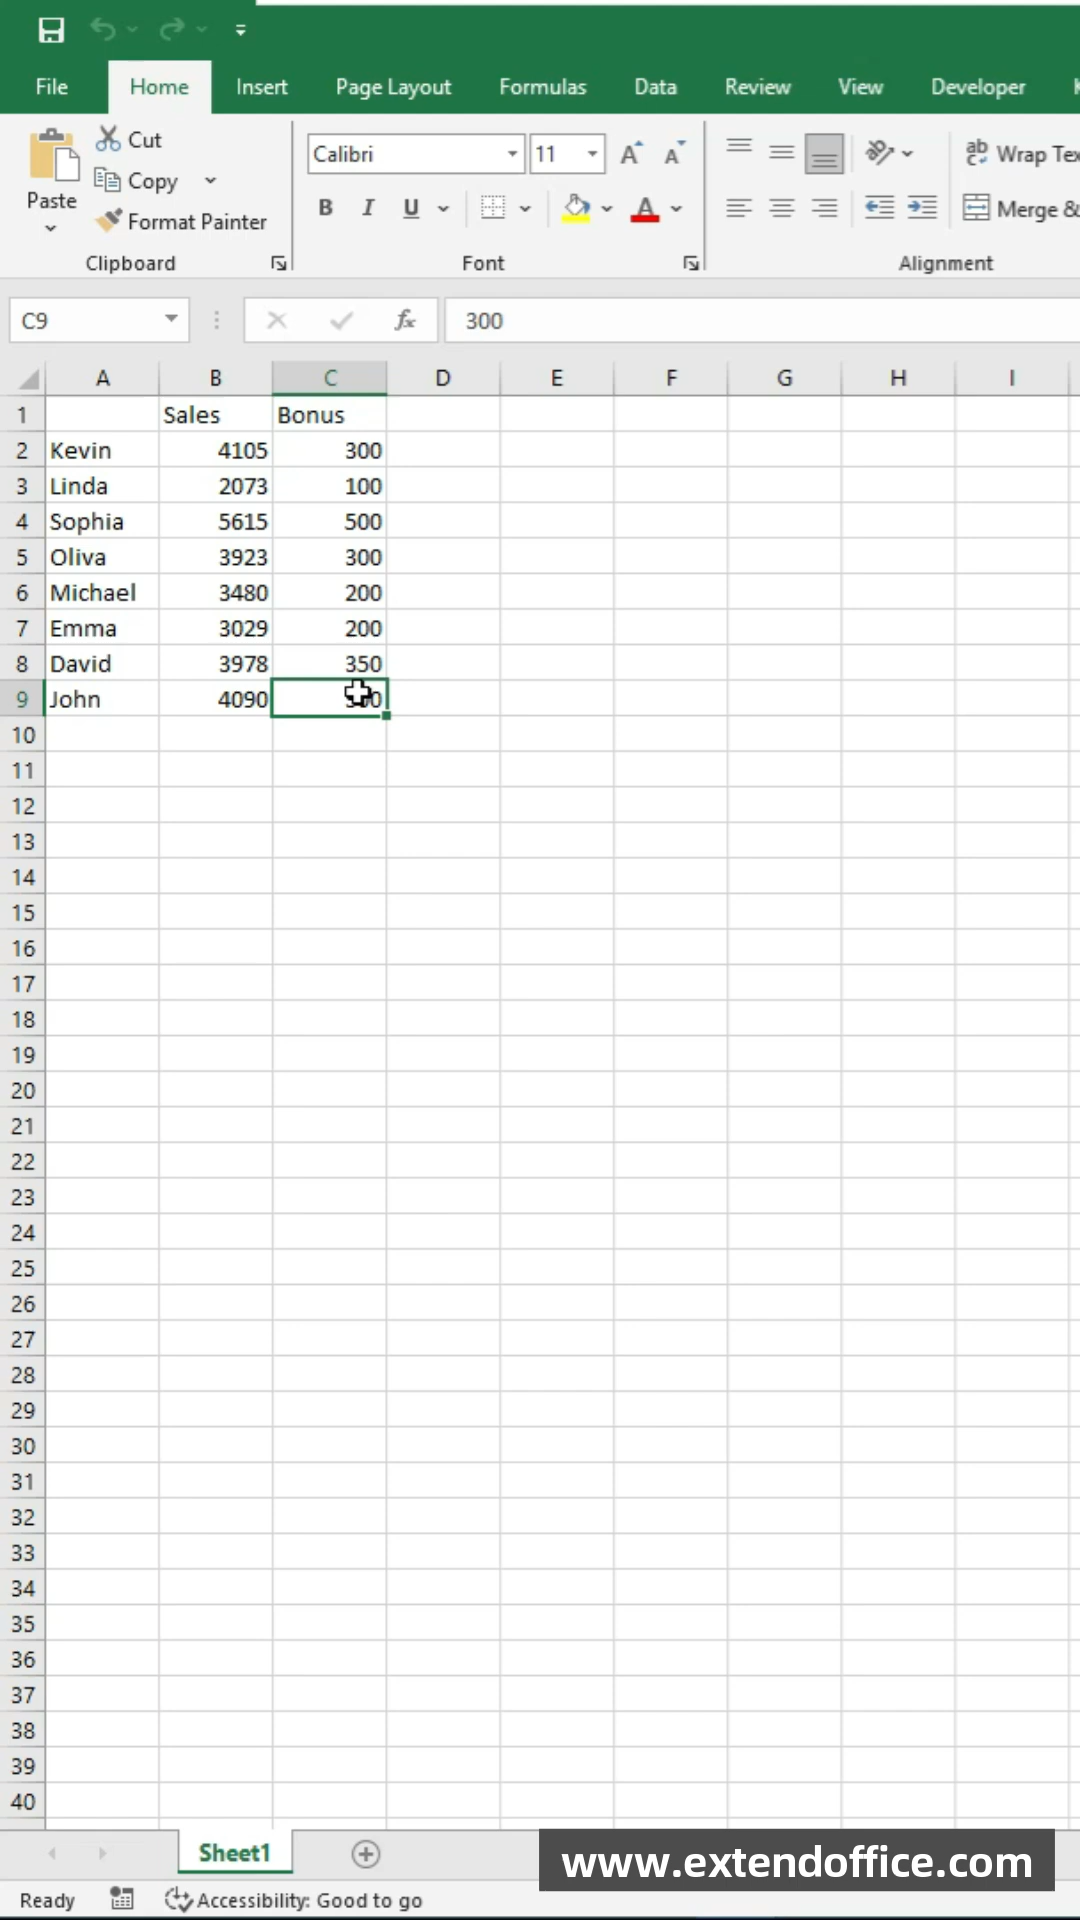 File Home Insert Page Layout Formulas Data Review View Developer
Paste
Cut
Copy
Format Painter
Clipboard
Calibri 11
B I U
Font
ab Wrap Tex
Merge &
Alignment
C9 fx 300
A B C D E F G H I
1 Sales Bonus
2 Kevin 4105 300
3 Linda 2073 100
4 Sophia 5615 500
5 Oliva 3923 300
6 Michael 3480 200
7 Emma 3029 200
8 David 3978 350
9 John 4090
10
11
12
13
14
15
16
17
18
19
20
21
22
23
24
25
26
27
28
29
30
31
32
33
34
35
36
37
38
39
40
Sheet1
www.extendoffice.com
Ready Accessibility: Good to go